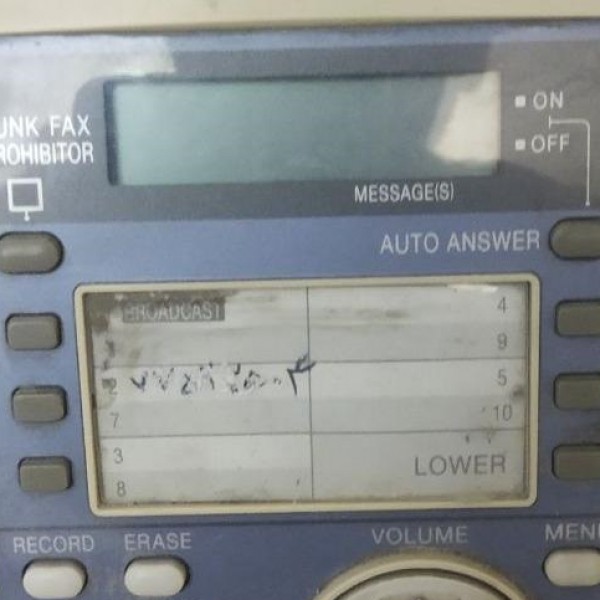 UNK FAX
ROHIBITOR
ON
OFF
MESSAGE(S)
AUTO ANSWER
BROADCAST
4
9
5
7
10
3
LOWER
8
RECORD
ERASE
VOLUME
MENU